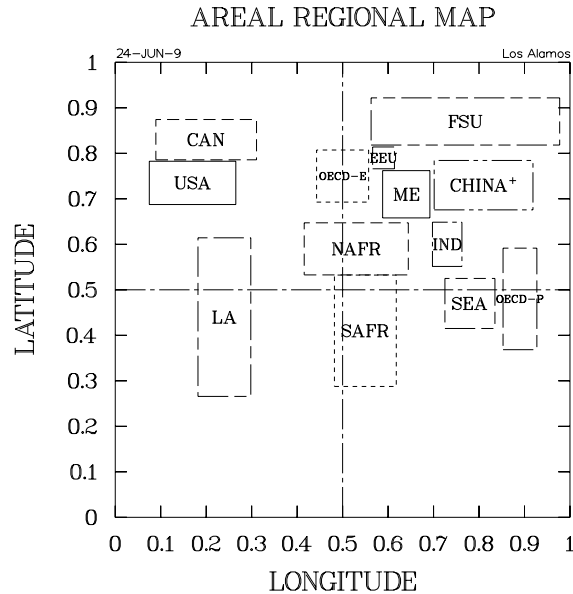 AREAL REGIONAL MAP
24-JUN-9 Los Alamos
1
0.9
FSU
CAN
0.8
EEU
OECD-E
USA
CHINA+
0.7
ME
0.6
NAFR
IND
0.5
OECD-P
SEA
LA
SAFR
0.4
0.3
0.2
0.1
0
LATITUDE
0 0.1 0.2 0.3 0.4 0.5 0.6 0.7 0.8 0.9 1
LONGITUDE